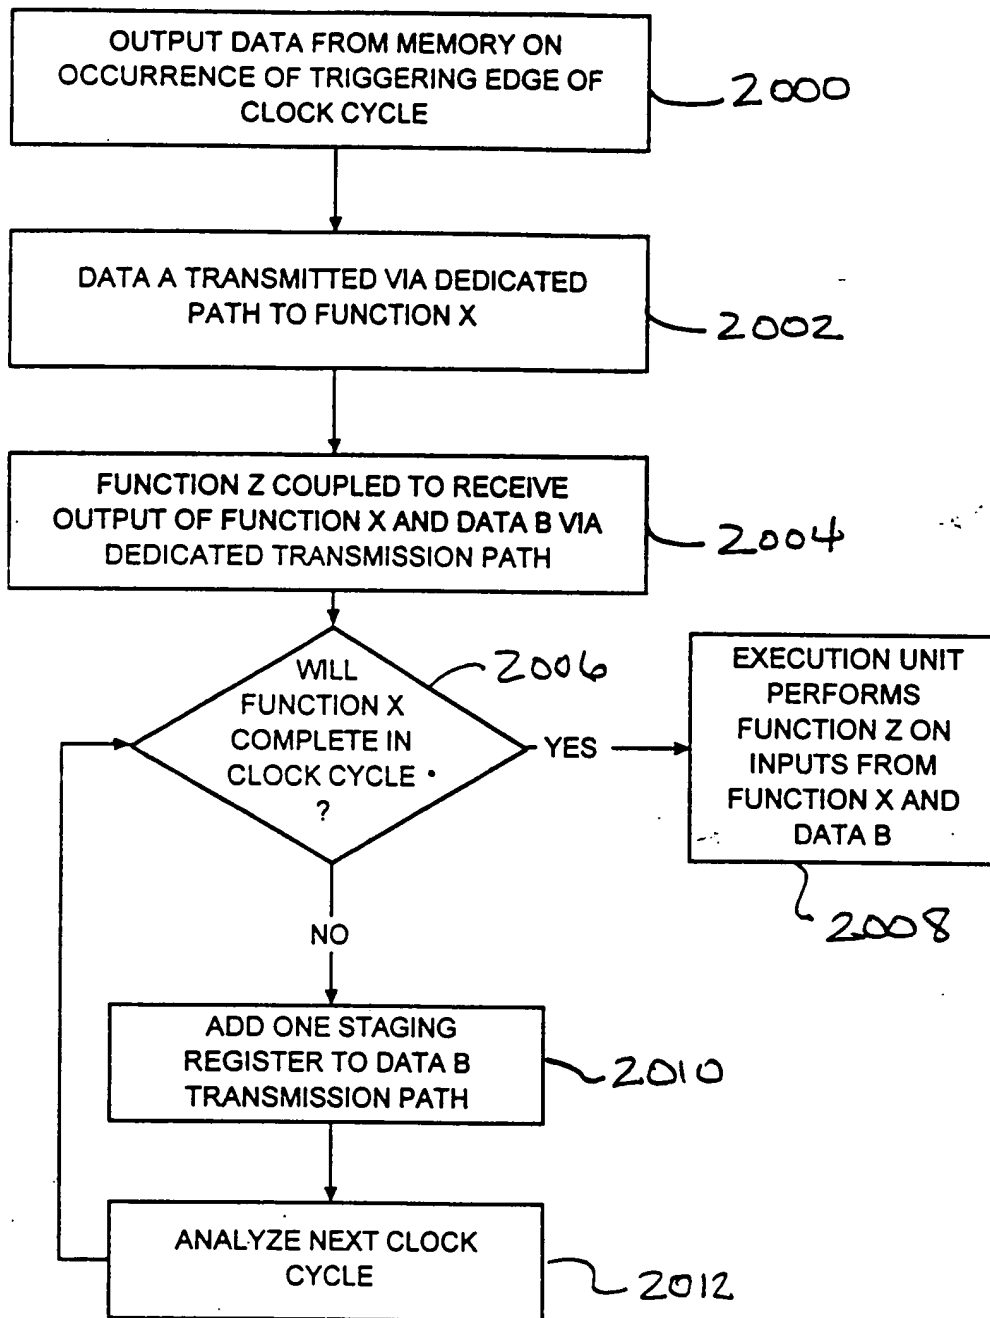 OUTPUT DATA FROM MEMORY ON
OCCURRENCE OF TRIGGERING EDGE OF
CLOCK CYCLE
2000
DATA A TRANSMITTED VIA DEDICATED
PATH TO FUNCTION X
2002
FUNCTION Z COUPLED TO RECEIVE
OUTPUT OF FUNCTION X AND DATA B VIA
DEDICATED TRANSMISSION PATH
2004
WILL
FUNCTION X
COMPLETE IN
CLOCK CYCLE
?
2006
YES
EXECUTION UNIT
PERFORMS
FUNCTION Z ON
INPUTS FROM
FUNCTION X AND
DATA B
2008
NO
ADD ONE STAGING
REGISTER TO DATA B
TRANSMISSION PATH
2010
ANALYZE NEXT CLOCK
CYCLE
2012